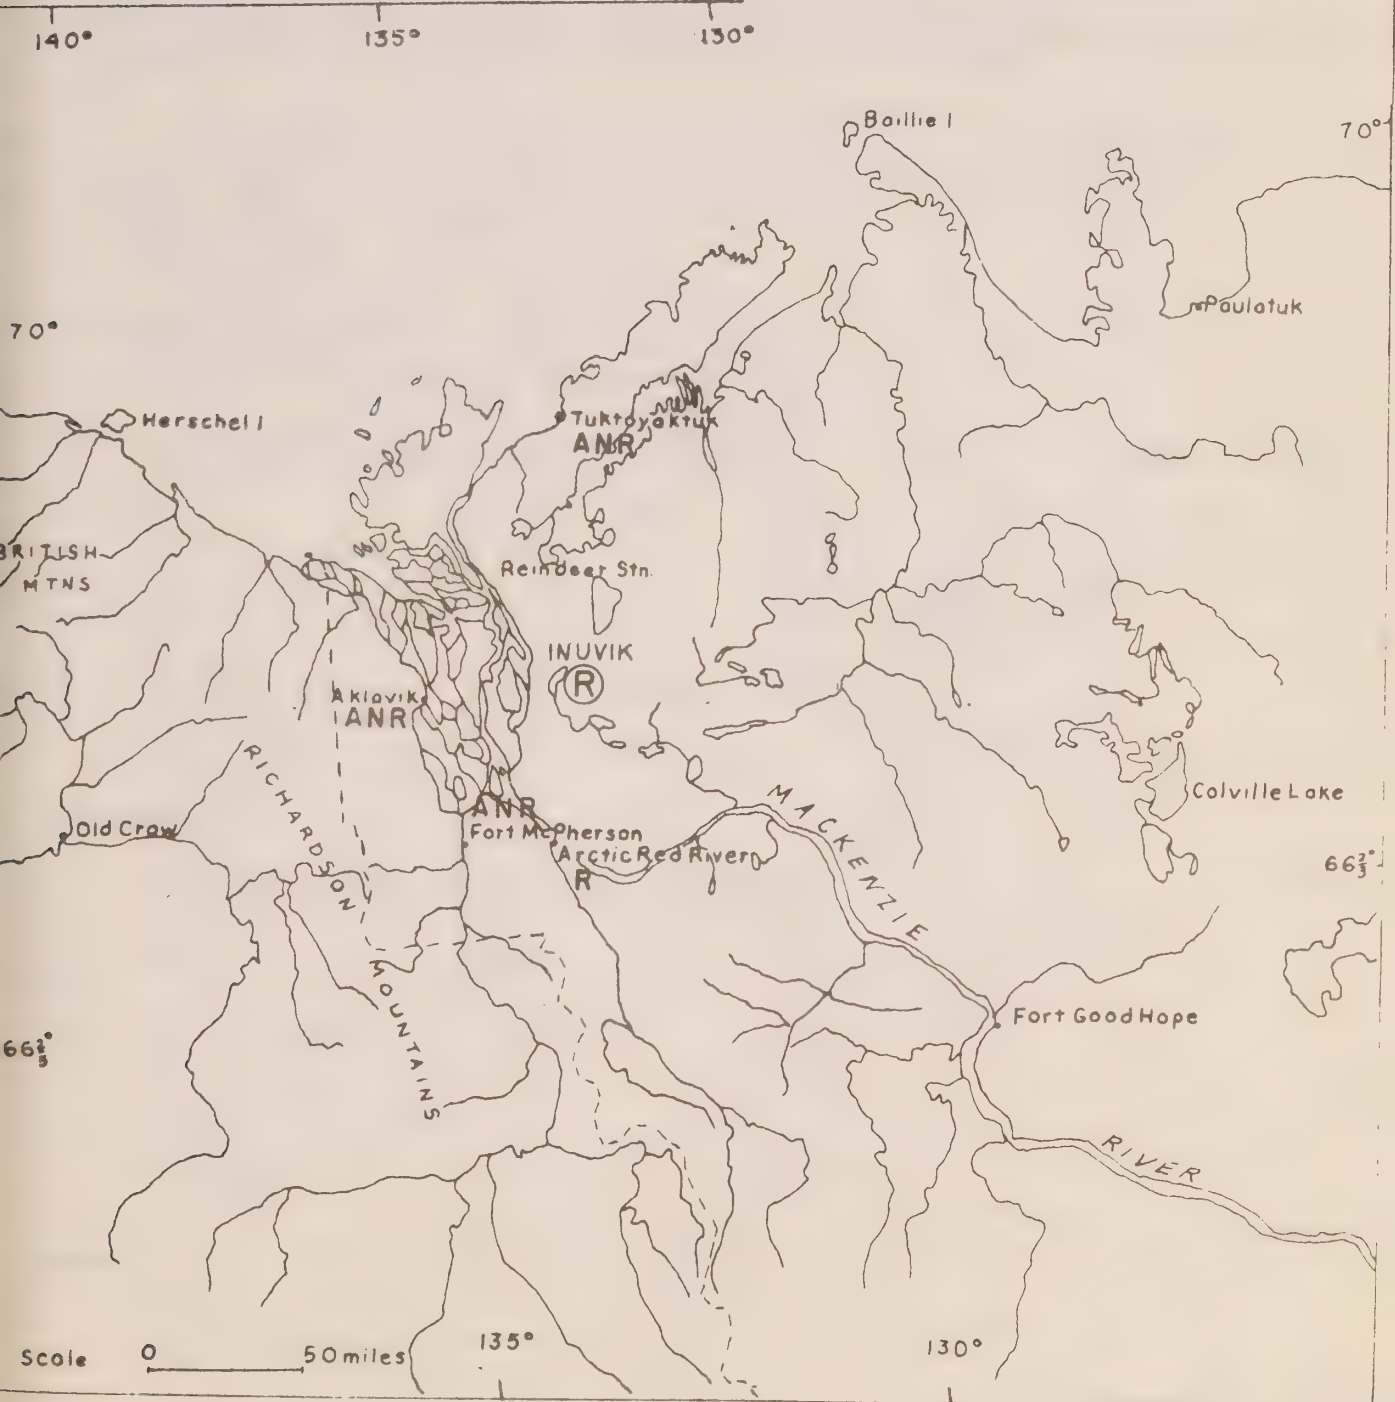 140°
135°
130°
Baillie I
70°
Paulatuk
70°
Herschel I
Tuktoyaktuk
ANR
BRITISH
MTNS
Reindeer Stn.
INUVIK
R
Aklavik
ANR
RICHARDSON
MOUNTAINS
MACKENZIE
Colville Lake
ANR
Old Crow
Fort McPherson
Arctic Red River
R
66⅔°
Fort Good Hope
66⅔°
RIVER
135°
130°
Scale 0 50 miles